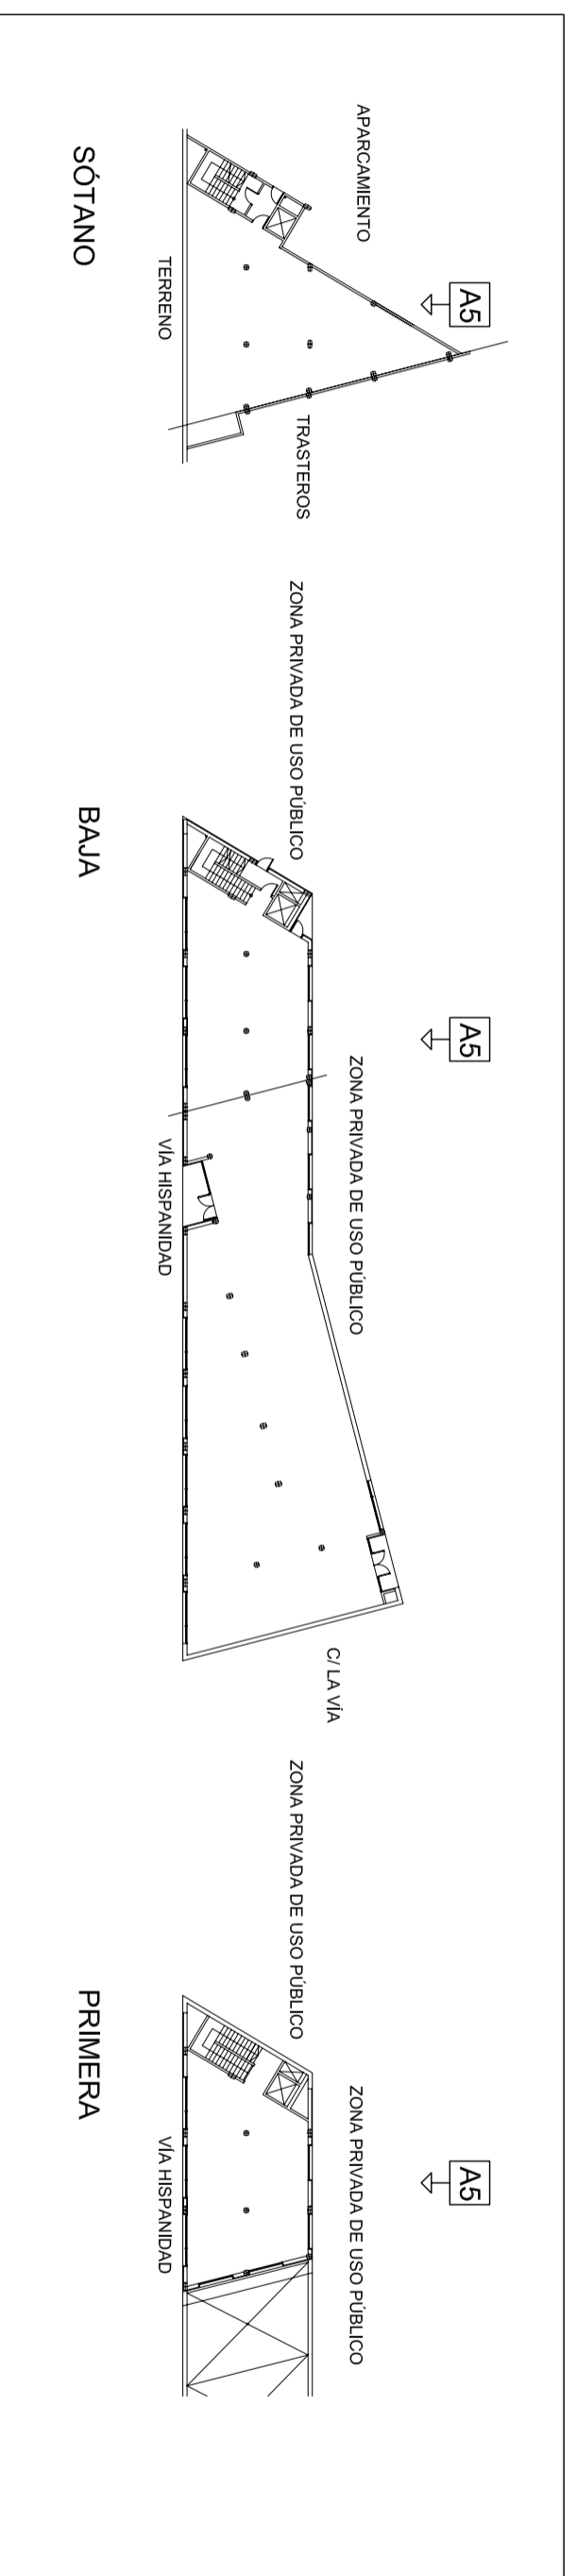 APARCAMIENTO
A5
TERRENO
TRASTEROS
SÓTANO
ZONA PRIVADA DE USO PÚBLICO
A5
ZONA PRIVADA DE USO PÚBLICO
VÍA HISPANIDAD
C/ LA VÍA
BAJA
ZONA PRIVADA DE USO PÚBLICO
A5
ZONA PRIVADA DE USO PÚBLICO
VÍA HISPANIDAD
PRIMERA